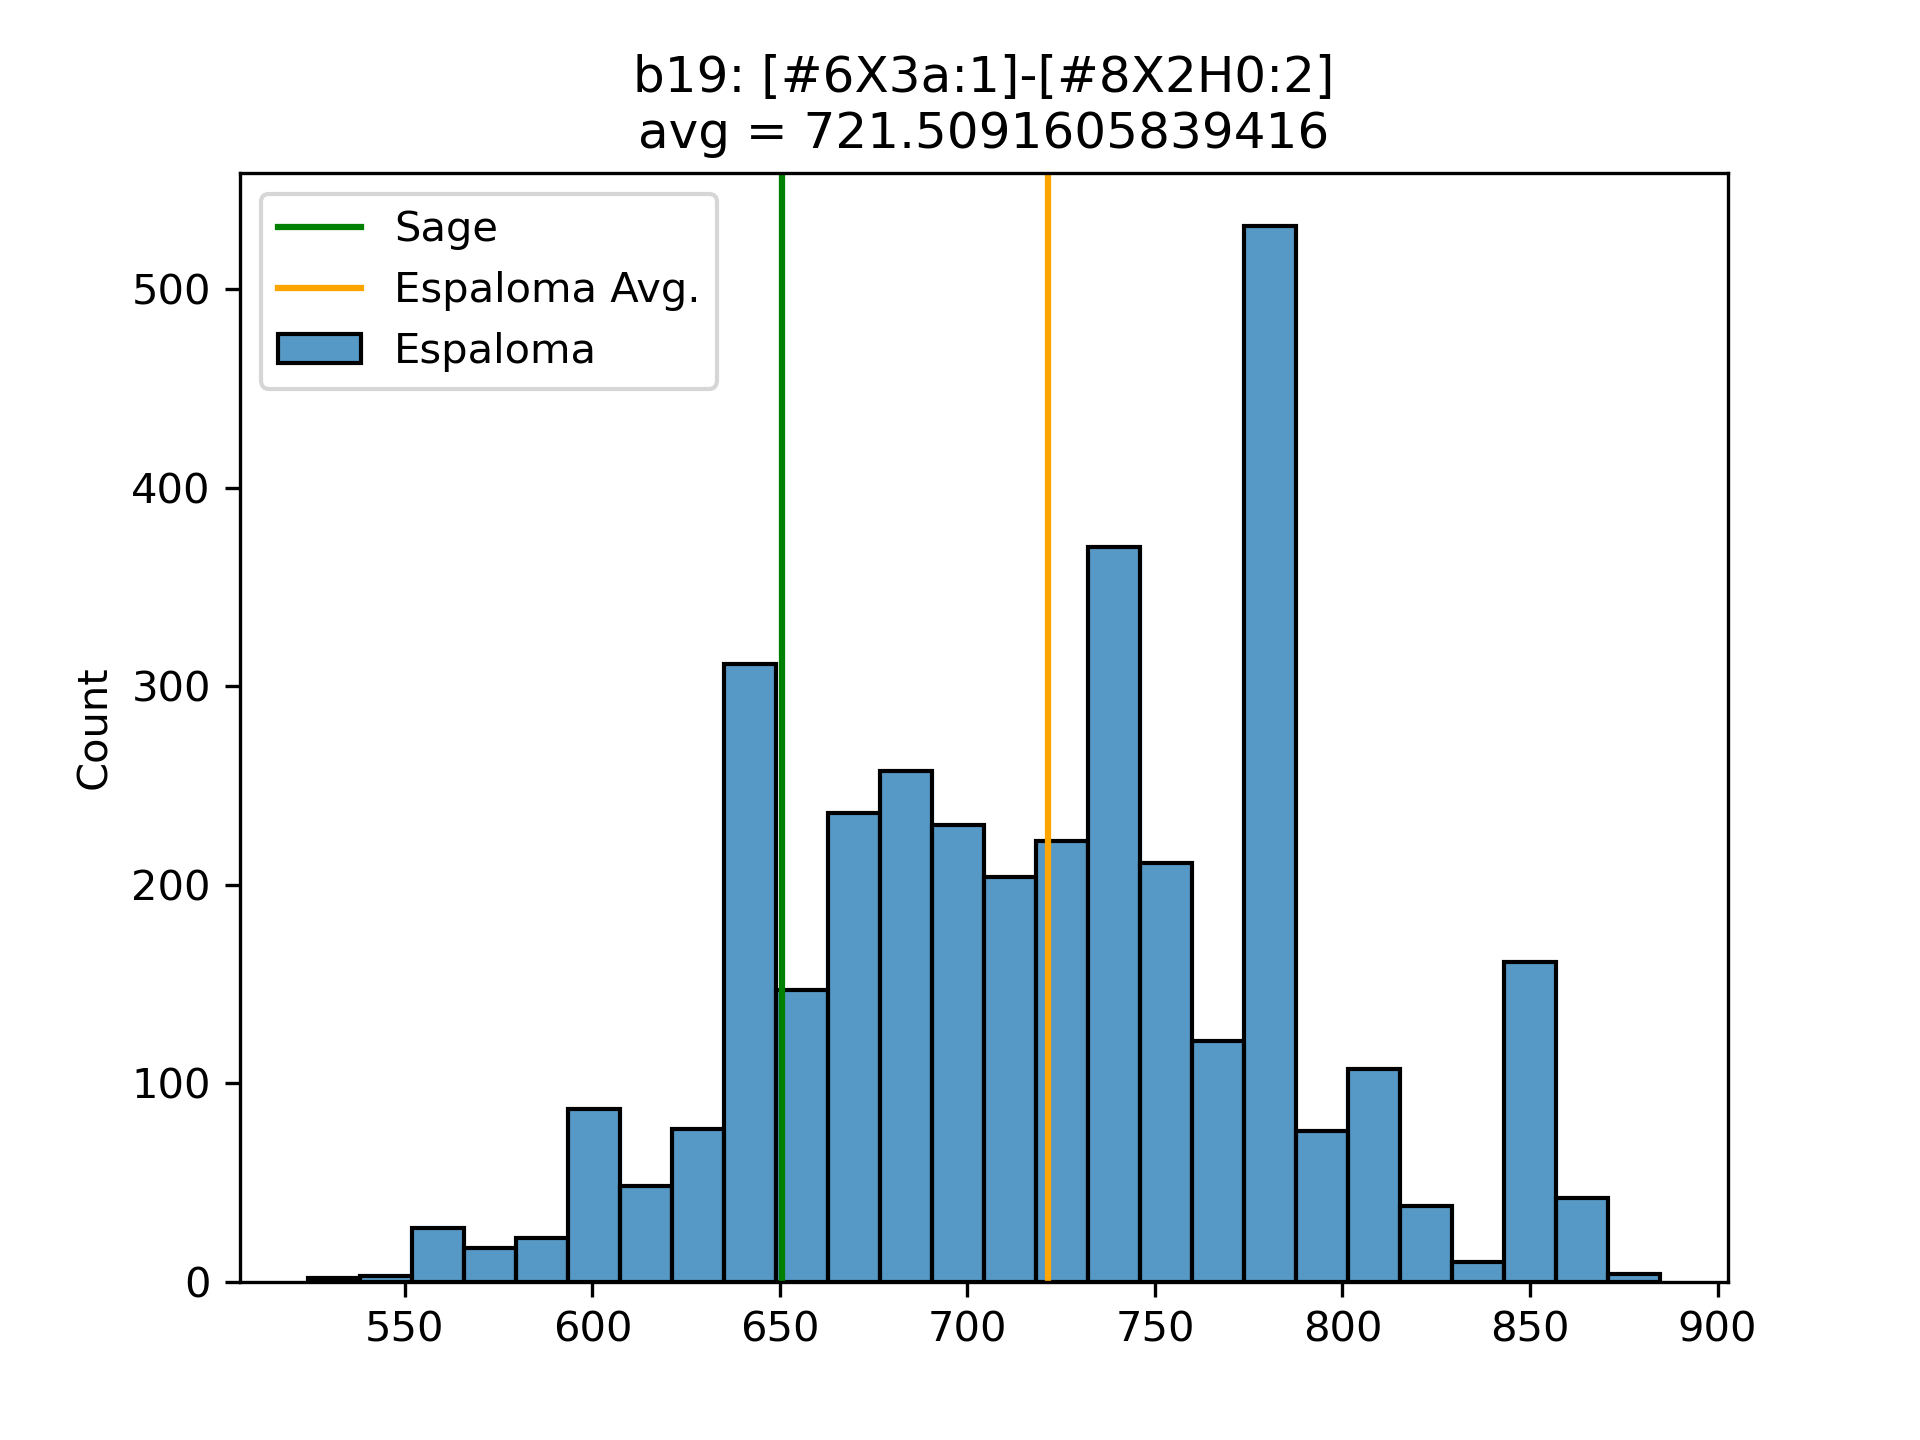 b19: [#6X3a:1]-[#8X2H0:2]
avg = 721.5091605839416
Sage
Espaloma Avg.
Espaloma
Count
500
400
300
200
100
0
550 600 650 700 750 800 850 900